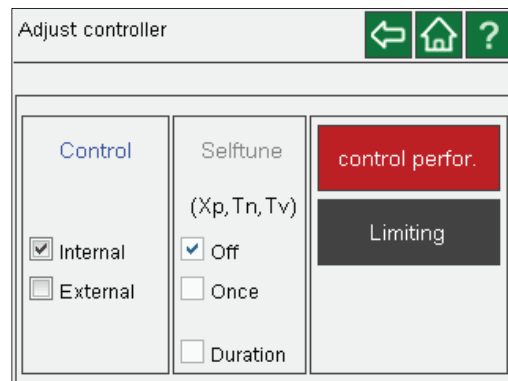 Adjust controller
?
Control
Internal
External
Selftune
(Xp,Tn,Tv)
Off
Once
Duration
control perfor.
Limiting